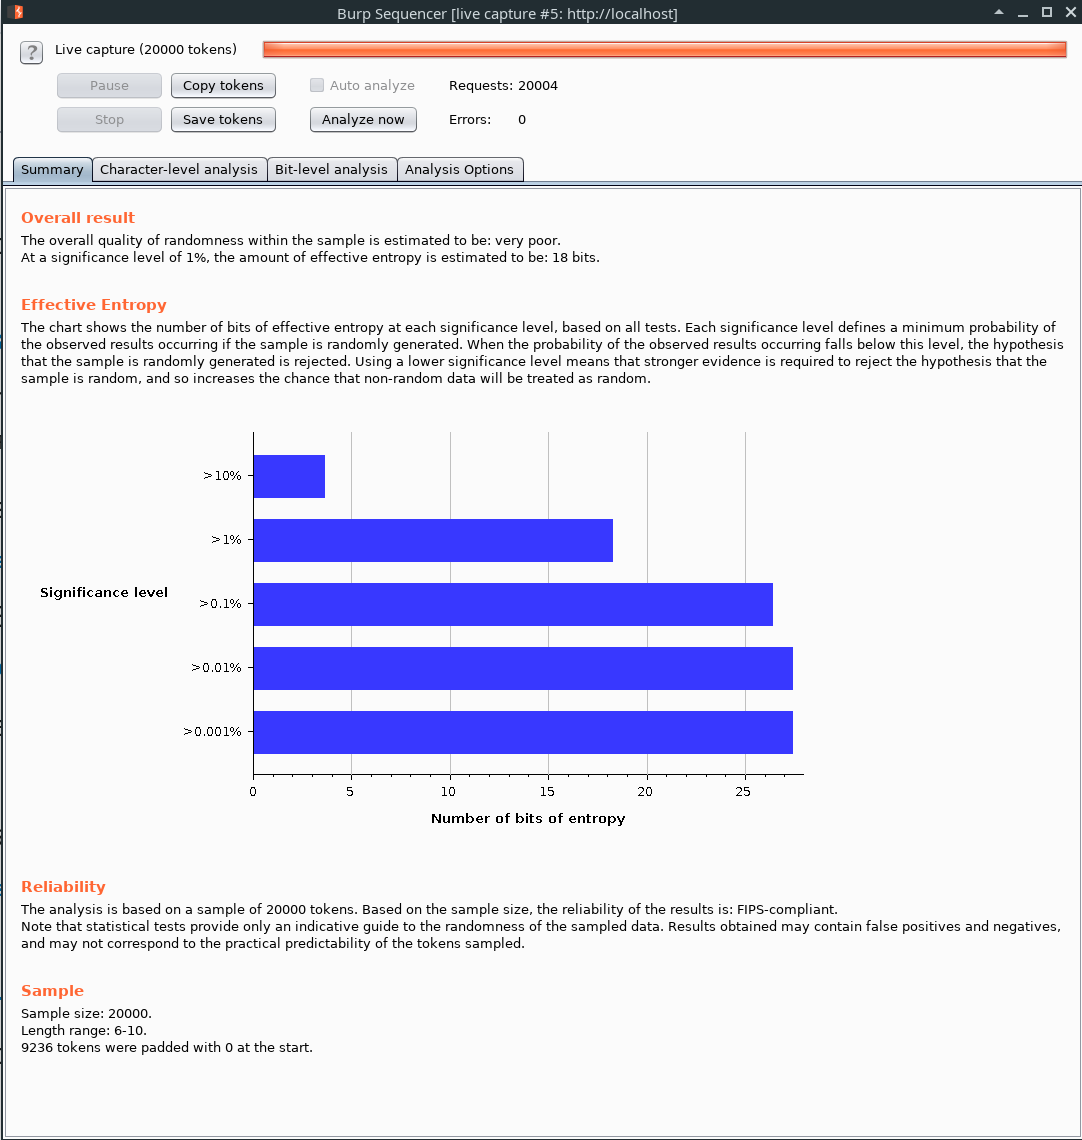 Burp Sequencer [live capture #5: http://localhost]
?
Live capture (20000 tokens)
Pause
Copy tokens
Auto analyze
Requests: 20004
Stop
Save tokens
Analyze now
Errors: 0
Summary
Character-level analysis
Bit-level analysis
Analysis Options
Overall result
The overall quality of randomness within the sample is estimated to be: very poor.
At a significance level of 1%, the amount of effective entropy is estimated to be: 18 bits.
Effective Entropy
The chart shows the number of bits of effective entropy at each significance level, based on all tests. Each significance level defines a minimum probability of
the observed results occurring if the sample is randomly generated. When the probability of the observed results occurring falls below this level, the hypothesis
that the sample is randomly generated is rejected. Using a lower significance level means that stronger evidence is required to reject the hypothesis that the
sample is random, and so increases the chance that non-random data will be treated as random.
>10%
>1%
Significance level
>0.1%
>0.01%
>0.001%
0 5 10 15 20 25
Number of bits of entropy
Reliability
The analysis is based on a sample of 20000 tokens. Based on the sample size, the reliability of the results is: FIPS-compliant.
Note that statistical tests provide only an indicative guide to the randomness of the sampled data. Results obtained may contain false positives and negatives,
and may not correspond to the practical predictability of the tokens sampled.
Sample
Sample size: 20000.
Length range: 6-10.
9236 tokens were padded with 0 at the start.